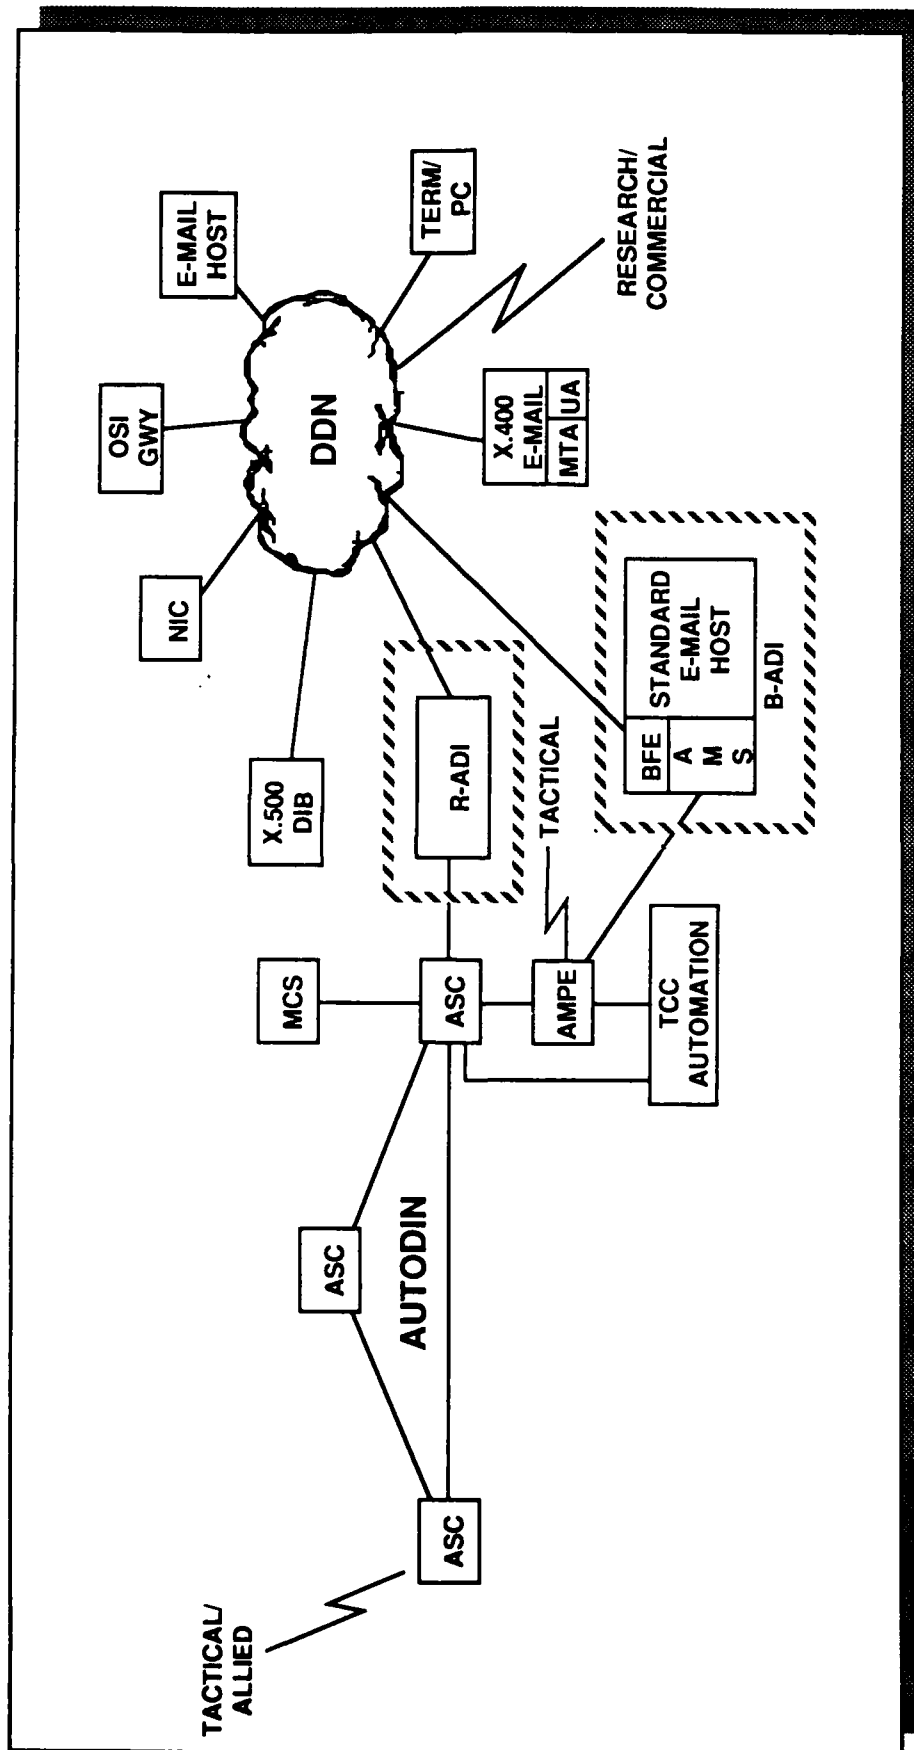 TACTICAL/
ALLIED
ASC
ASC
AUTODIN
MCS
ASC
AMPE
TCC
AUTOMATION
TACTICAL
X.500
DIB
R-ADI
BFE
A
M
S
STANDARD
E-MAIL
HOST
B-ADI
NIC
OSI
GWY
DDN
E-MAIL
HOST
X.400
E-MAIL
MTA
UA
TERM/
PC
RESEARCH/
COMMERCIAL